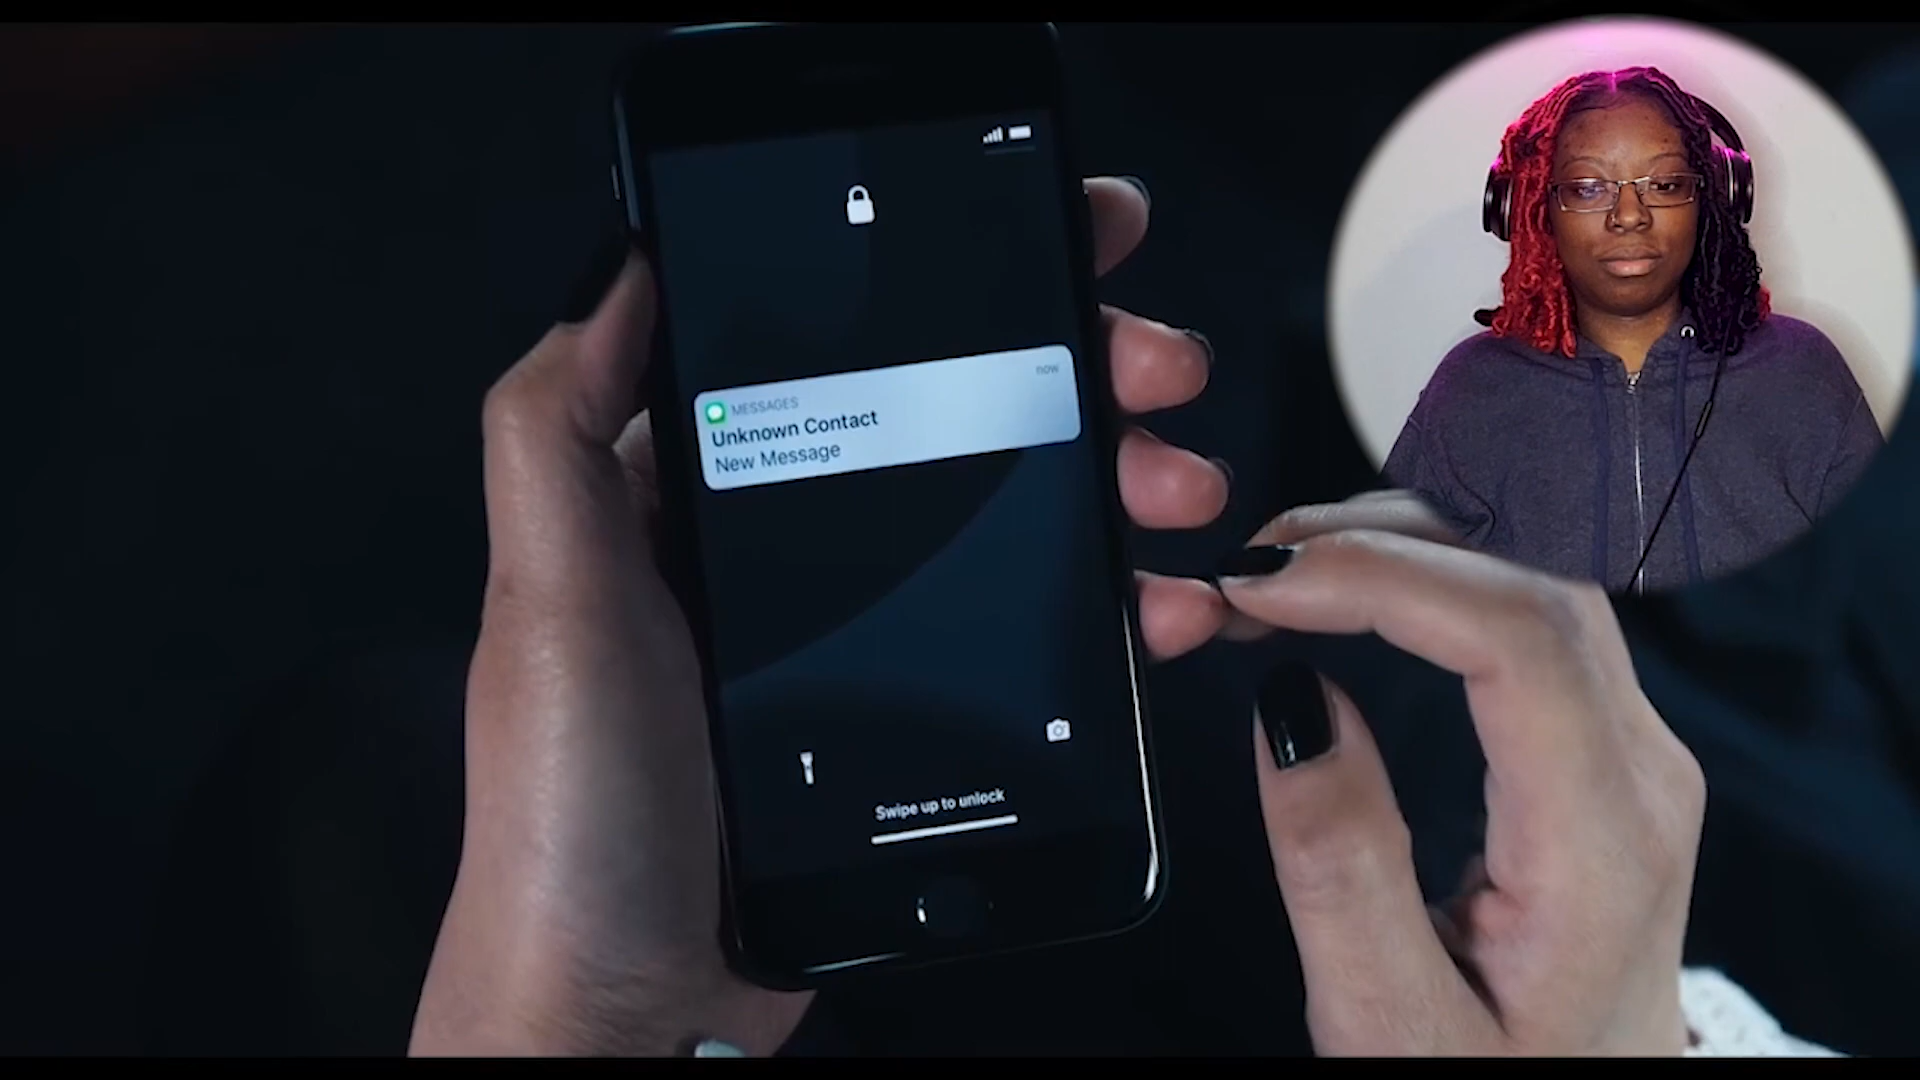 MESSAGES
now
Unknown Contact
New Message
Swipe up to unlock